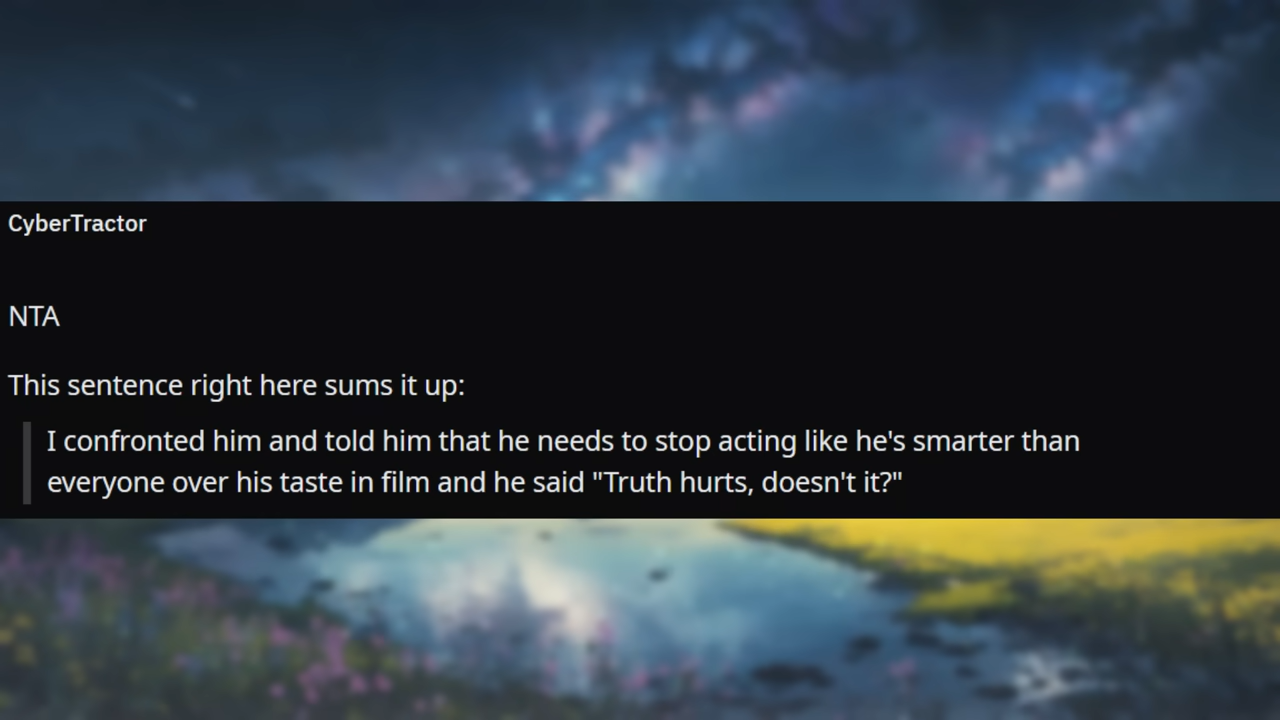 CyberTractor
NTA
This sentence right here sums it up:
I confronted him and told him that he needs to stop acting like he's smarter than
everyone over his taste in film and he said "Truth hurts, doesn't it?"